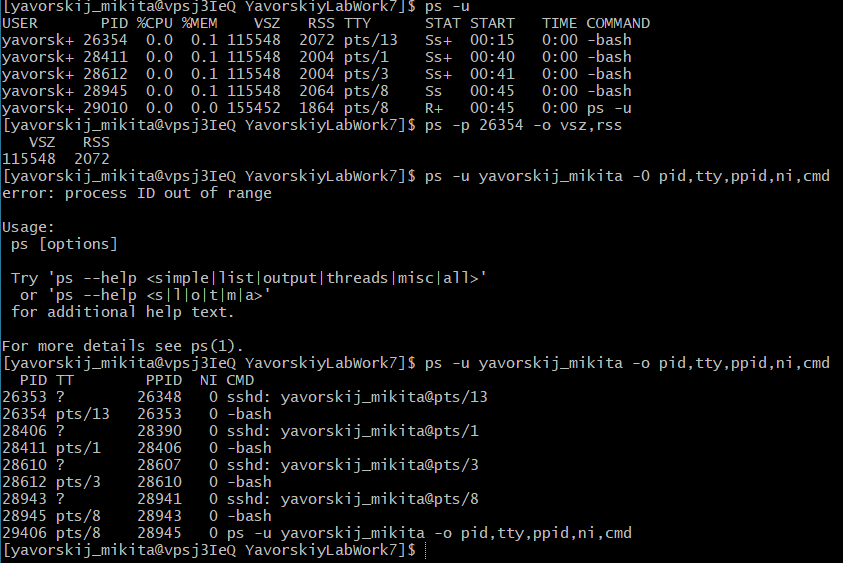 [yavorskij_mikita@vpsj3IeQ YavorskiyLabWork7]$ ps -u
USER       PID %CPU %MEM    VSZ   RSS TTY      STAT START   TIME COMMAND
yavorsk+ 26354  0.0  0.1 115548  2072 pts/13   Ss+  00:15   0:00 -bash
yavorsk+ 28411  0.0  0.1 115548  2004 pts/1    Ss+  00:40   0:00 -bash
yavorsk+ 28612  0.0  0.1 115548  2004 pts/3    Ss+  00:41   0:00 -bash
yavorsk+ 28945  0.0  0.1 115548  2064 pts/8    Ss   00:45   0:00 -bash
yavorsk+ 29010  0.0  0.0 155452  1864 pts/8    R+   00:45   0:00 ps -u
[yavorskij_mikita@vpsj3IeQ YavorskiyLabWork7]$ ps -p 26354 -o vsz,rss
   VSZ   RSS
115548  2072
[yavorskij_mikita@vpsj3IeQ YavorskiyLabWork7]$ ps -u yavorskij_mikita -0 pid,tty,ppid,ni,cmd
error: process ID out of range

Usage:
 ps [options]

 Try 'ps --help <simple|list|output|threads|misc|all>'
  or 'ps --help <s|l|o|t|m|a>'
 for additional help text.

For more details see ps(1).
[yavorskij_mikita@vpsj3IeQ YavorskiyLabWork7]$ ps -u yavorskij_mikita -o pid,tty,ppid,ni,cmd
  PID TT        PPID  NI CMD
26353 ?        26348   0 sshd: yavorskij_mikita@pts/13
26354 pts/13   26353   0 -bash
28406 ?        28390   0 sshd: yavorskij_mikita@pts/1
28411 pts/1    28406   0 -bash
28610 ?        28607   0 sshd: yavorskij_mikita@pts/3
28612 pts/3    28610   0 -bash
28943 ?        28941   0 sshd: yavorskij_mikita@pts/8
28945 pts/8    28943   0 -bash
29406 pts/8    28945   0 ps -u yavorskij_mikita -o pid,tty,ppid,ni,cmd
[yavorskij_mikita@vpsj3IeQ YavorskiyLabWork7]$